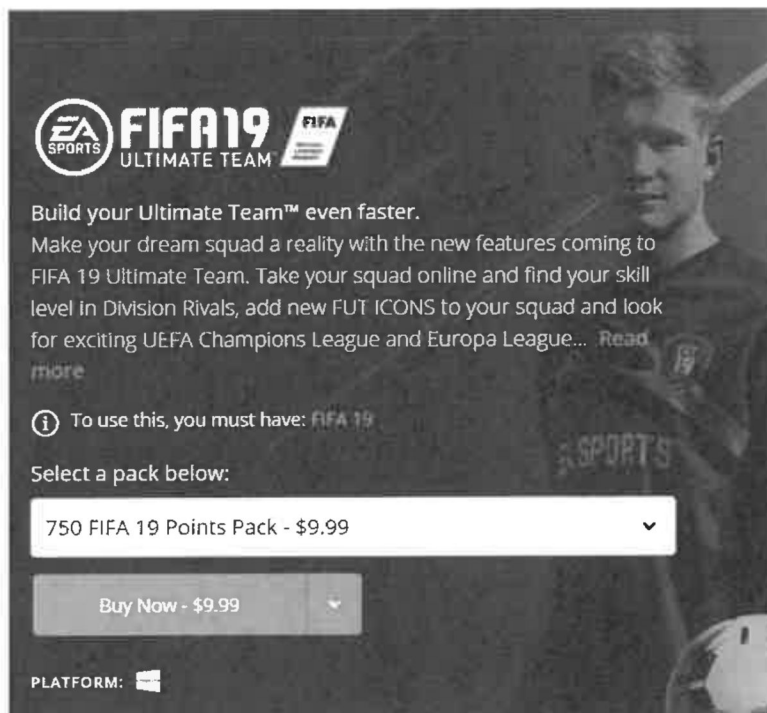 EA
SPORTS
FIFA 19
ULTIMATE TEAM
FIFA
Build your Ultimate Team™ even faster.
Make your dream squad a reality with the new features coming to
FIFA 19 Ultimate Team. Take your squad online and find your skill
level in Division Rivals, add new FUT ICONS to your squad and look
for exciting UEFA Champions League and Europa League... Read
more
i To use this, you must have: FIFA 19
SPORTS
Select a pack below:
750 FIFA 19 Points Pack - $9.99
Buy Now - $9.99
PLATFORM: